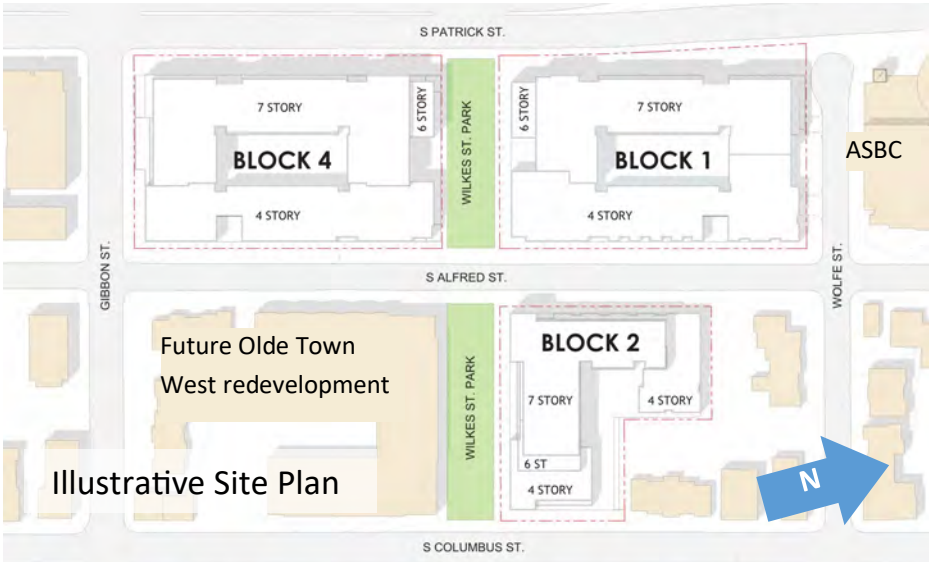 S PATRICK ST.
7 STORY
6 STORY
BLOCK 4
4 STORY
WILKES ST. PARK
6 STORY
7 STORY
BLOCK 1
4 STORY
ASBC
GIBBON ST.
S ALFRED ST.
WOLFE ST.
Future Olde Town
West redevelopment
WILKES ST. PARK
BLOCK 2
7 STORY
4 STORY
6 ST
4 STORY
Illustrative Site Plan
N
S COLUMBUS ST.